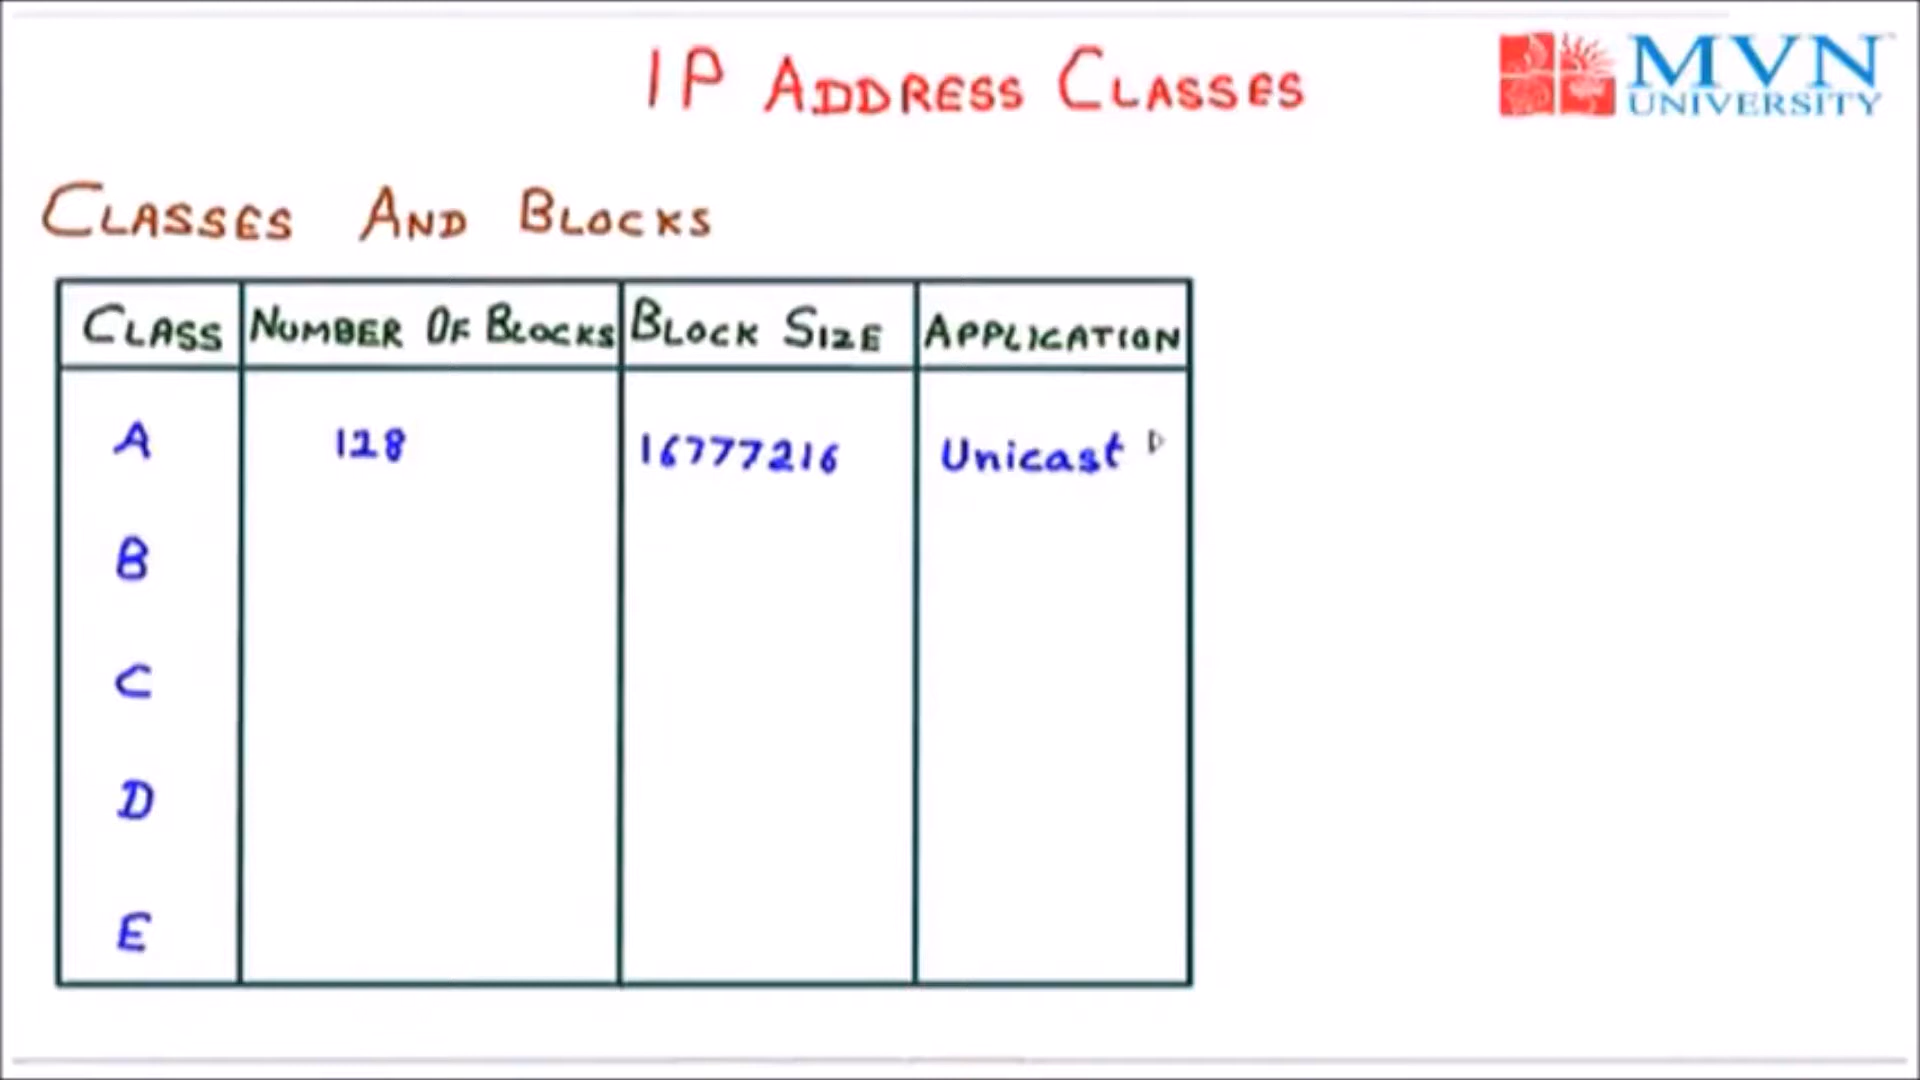 IP ADDRESS CLASSES
MVN
UNIVERSITY
CLASSES AND BLOCKS
CLASS NUMBER OF BLOCKS BLOCK SIZE APPLICATION
A 128 16777216 Unicast
B
C
D
E